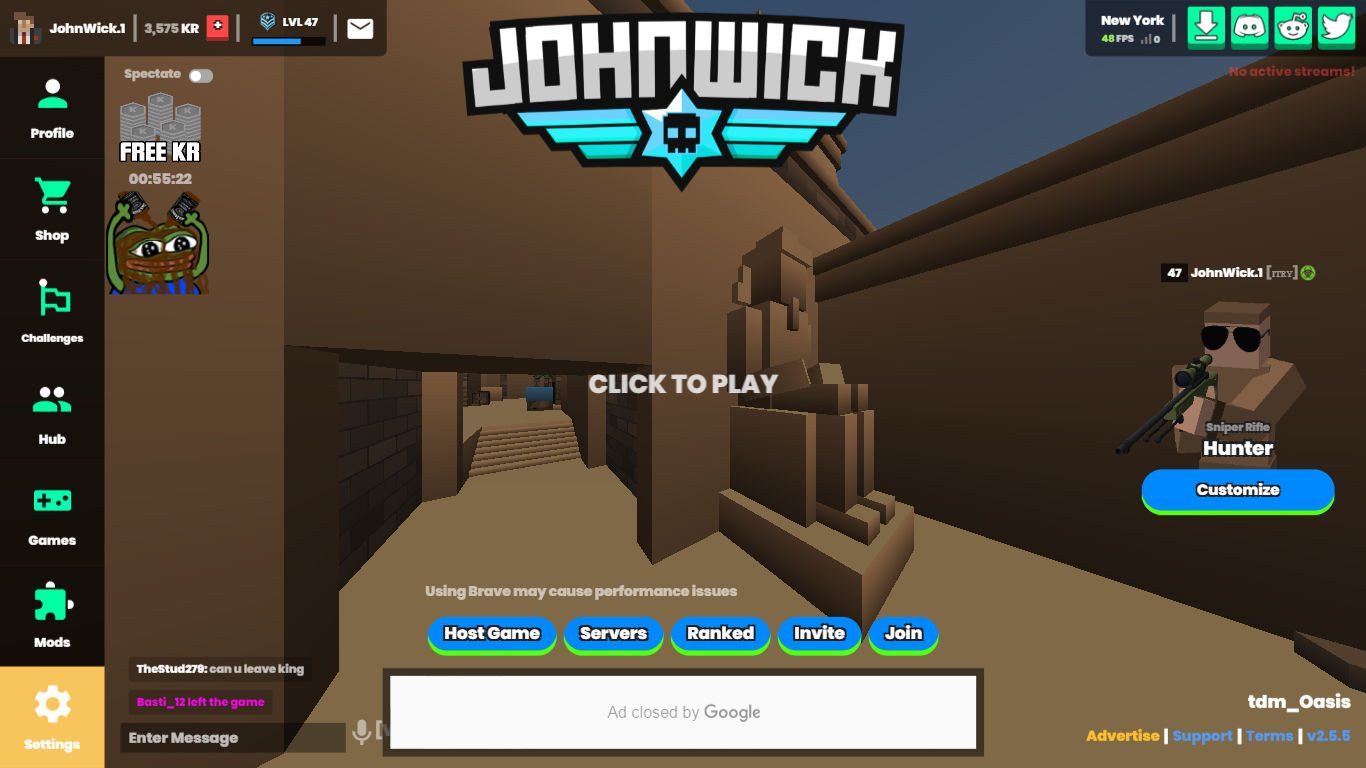 JohnWick.1
3,575 KR
LVL 47
JOHNWICK
New York
48 FPS
0
No active streams!
Profile
Shop
Challenges
Hub
Games
Mods
Settings
Spectate
FREE KR
00:55:22
CLICK TO PLAY
47 JohnWick.1 [ITRY]
Sniper Rifle
Hunter
Customize
Using Brave may cause performance issues
Host Game
Servers
Ranked
Invite
Join
TheStud279: can u leave king
Basti_12 left the game
Enter Message
Ad closed by Google
tdm_Oasis
Advertise | Support | Terms | v2.5.5